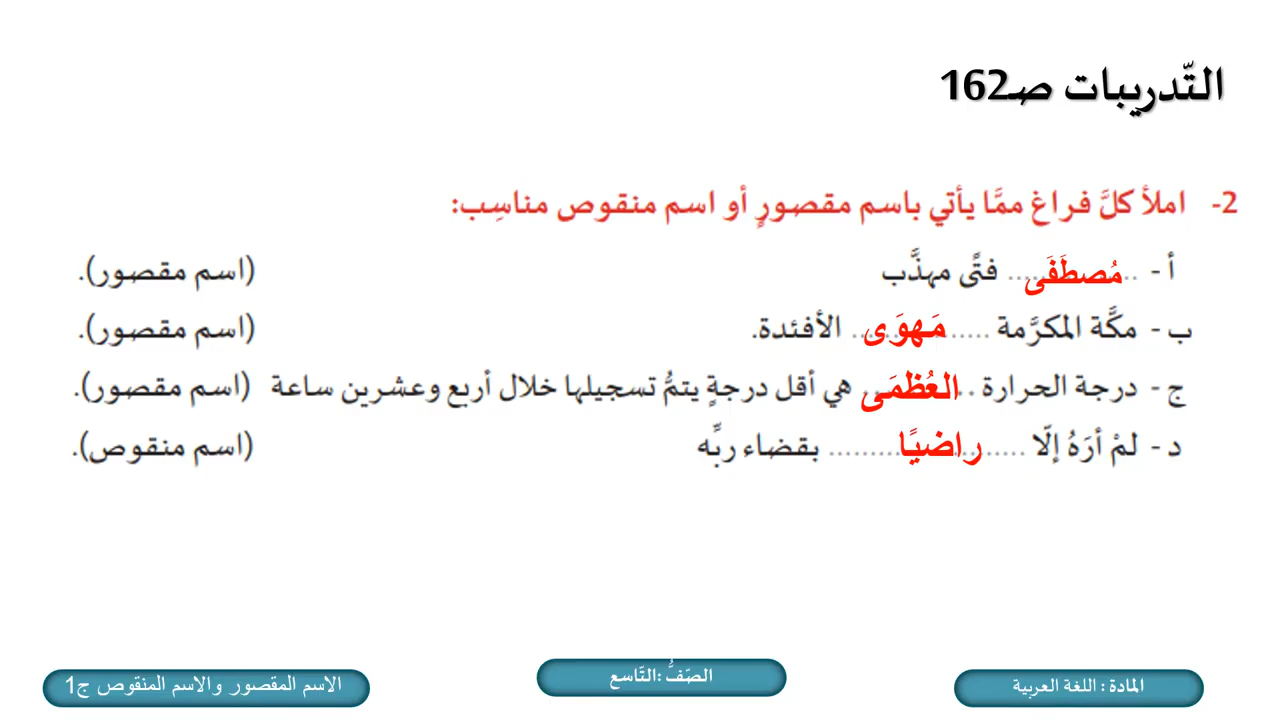 التّدريبات صـ162
2- املأ كلَّ فراغ ممَّا يأتي باسم مقصورٍ أو اسم منقوص مناسِب:
أ - مُصطَفَى فتًى مهذَّب (اسم مقصور).
ب - مكَّة المكرَّمة مَهوَى الأفئدة. (اسم مقصور).
ج - درجة الحرارة العُظمَى هي أقل درجةٍ يتمُّ تسجيلها خلال أربع وعشرين ساعة (اسم مقصور).
د - لمْ أرَهُ إلّا راضيًا بقضاء ربِّه (اسم منقوص).
المادة : اللغة العربية
الصّفُّ :التّاسع
الاسم المقصور والاسم المنقوص ج1